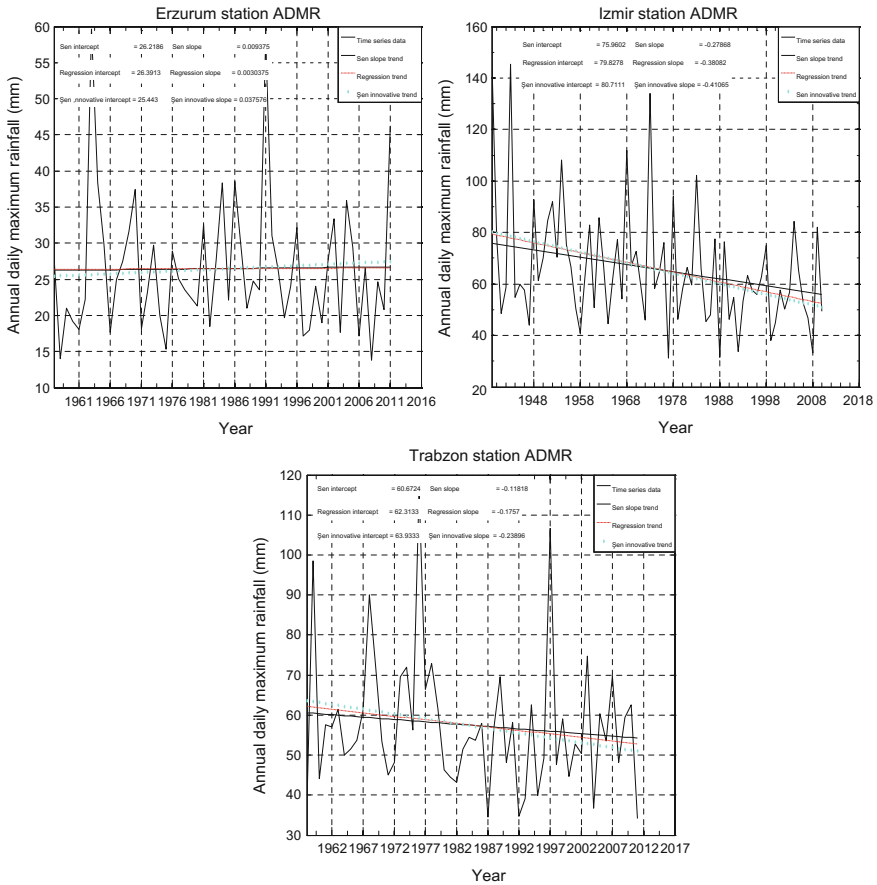 Erzurum station ADMR
Annual daily maximum rainfall (mm)
60
55
50
45
40
35
30
25
20
15
10
Sen intercept = 26.2186 Sen slope = 0.009375
Regression intercept = 26.3913 Regression slope = 0.0030375
Şen innovative intercept = 25.443 Şen innovative slope = 0.037576
Time series data
Sen slope trend
Regression trend
Şen innovative trend
1961 1966 1971 1976 1981 1986 1991 1996 2001 2006 2011 2016
Year
Izmir station ADMR
Annual daily maximum rainfall (mm)
160
140
120
100
80
60
40
20
Sen intercept = 75.9602 Sen slope = -0.27868
Regression intercept = 79.8278 Regression slope = -0.38082
Şen innovative intercept = 80.7111 Şen innovative slope = -0.41065
Time series data
Sen slope trend
Regression trend
Şen innovative trend
1948 1958 1968 1978 1988 1998 2008 2018
Year
Trabzon station ADMR
Annual daily maximum rainfall (mm)
120
110
100
90
80
70
60
50
40
30
Sen intercept = 60.6724 Sen slope = -0.11818
Regression intercept = 62.3133 Regression slope = -0.1757
Şen innovative intercept = 63.9333 Şen innovative slope = -0.23896
Time series data
Sen slope trend
Regression trend
Şen innovative trend
1962 1967 1972 1977 1982 1987 1992 1997 2002 2007 2012 2017
Year